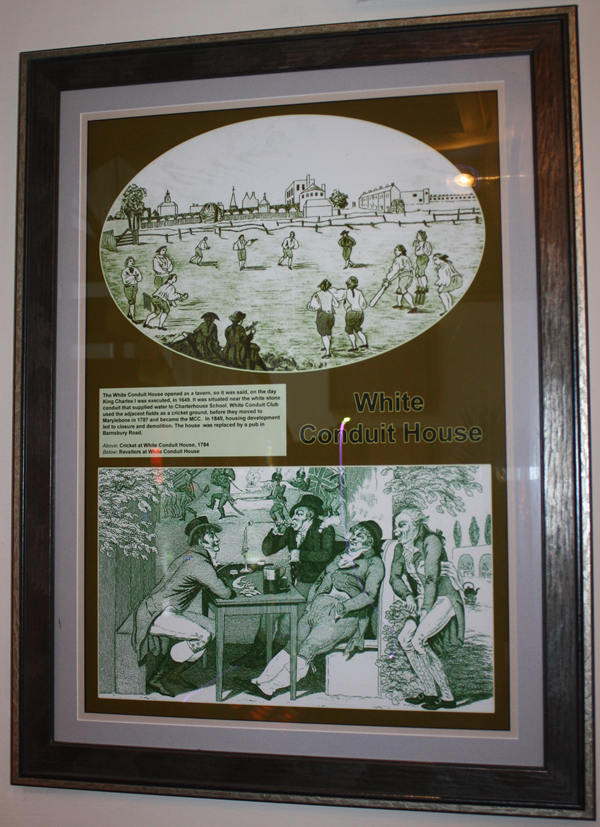 The White Conduit House opened as a tavern, so it was said, on the day
King Charles I was executed, in 1649. It was situated near the white stone
conduit that supplied water to Charterhouse School. White Conduit Club
used the adjacent fields as a cricket ground, before they moved to
Marylebone in 1787 and became the MCC. In 1849, housing development
led to closure and demolition. The house was replaced by a pub in
Barnsbury Road.
Above: Cricket at White Conduit House, 1784
Below: Revellers at White Conduit House
White
Conduit House